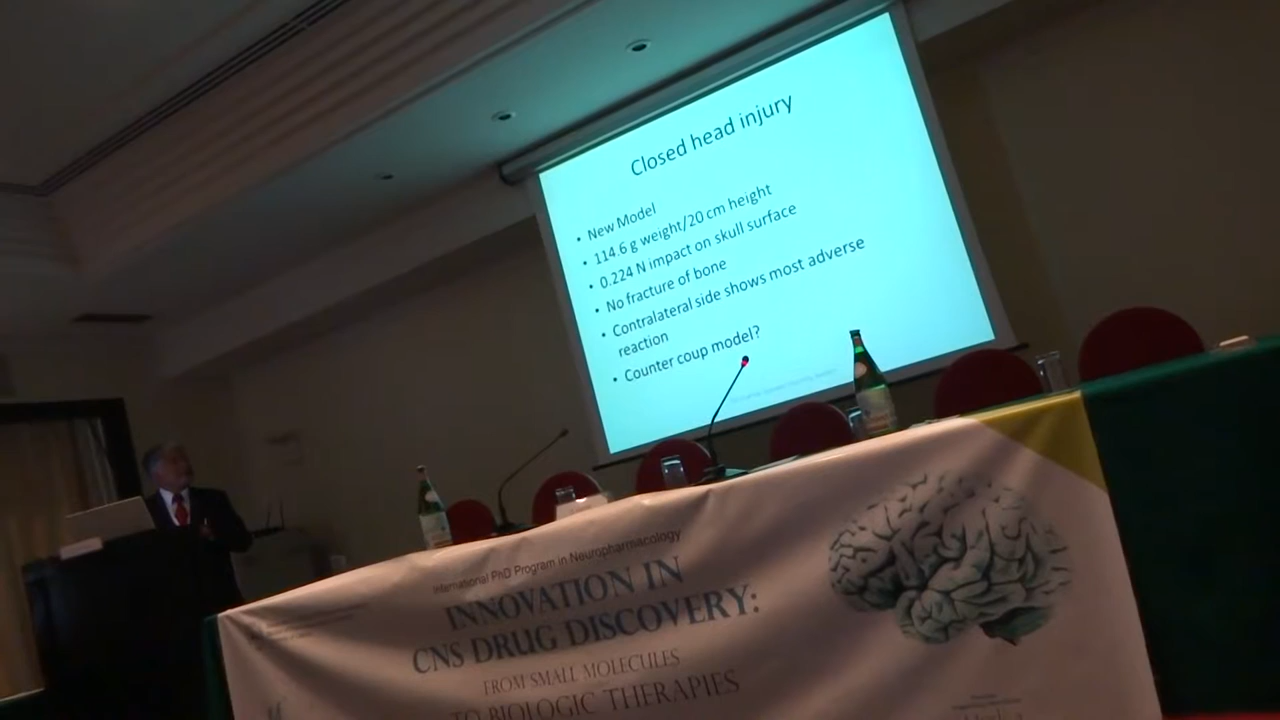 Closed head injury
• New Model
• 114.6 g weight/20 cm height
• 0.224 N impact on skull surface
• No fracture of bone
• Contralateral side shows most adverse
reaction
• Counter coup model?
International PhD Program in Neuropharmacology
INNOVATION IN
CNS DRUG DISCOVERY:
FROM SMALL MOLECULES
TO BIOLOGIC THERAPIES